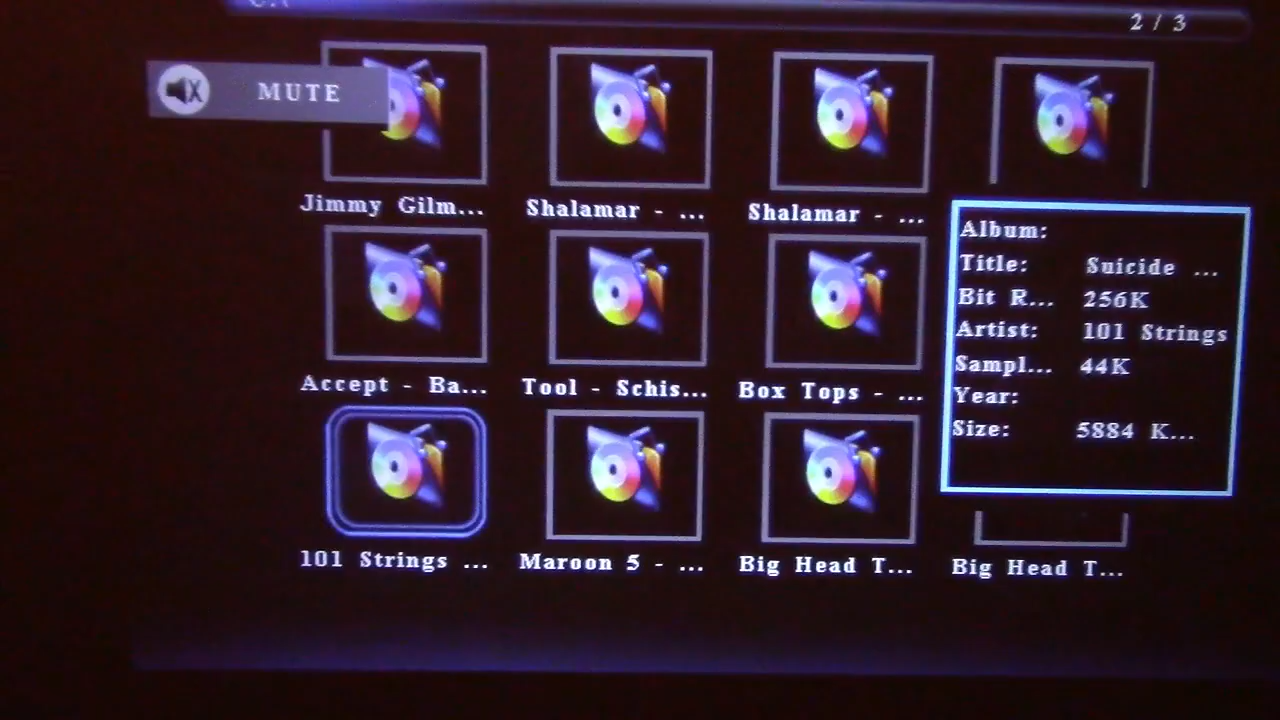 2 / 3
MUTE
Jimmy Gilm...
Shalamar - ...
Shalamar - ...
Album:
Title: Suicide ...
Bit R... 256K
Artist: 101 Strings
Sampl... 44K
Year:
Size: 5884 K...
Accept - Ba...
Tool - Schis...
Box Tops - ...
101 Strings ...
Maroon 5 - ...
Big Head T...
Big Head T...